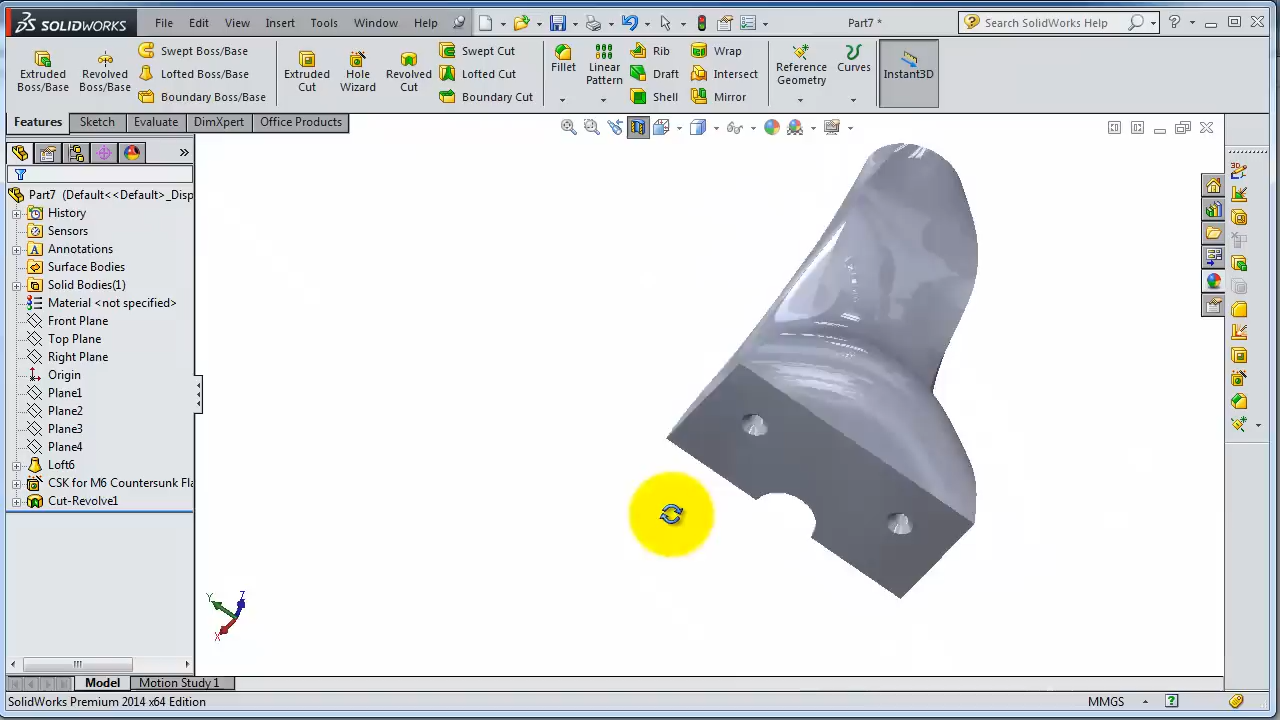 SOLIDWORKS File Edit View Insert Tools Window Help Part7 * Search SolidWorks Help
Extruded Boss/Base
Revolved Boss/Base
Swept Boss/Base
Lofted Boss/Base
Boundary Boss/Base
Extruded Cut
Hole Wizard
Revolved Cut
Swept Cut
Lofted Cut
Boundary Cut
Fillet
Linear Pattern
Rib
Draft
Shell
Wrap
Intersect
Mirror
Reference Geometry
Curves
Instant3D
Features Sketch Evaluate DimXpert Office Products
Part7 (Default<<Default>_Disp
History
Sensors
Annotations
Surface Bodies
Solid Bodies(1)
Material <not specified>
Front Plane
Top Plane
Right Plane
Origin
Plane1
Plane2
Plane3
Plane4
Loft6
CSK for M6 Countersunk Fla
Cut-Revolve1
Y Z
X
Model Motion Study 1
SolidWorks Premium 2014 x64 Edition MMGS